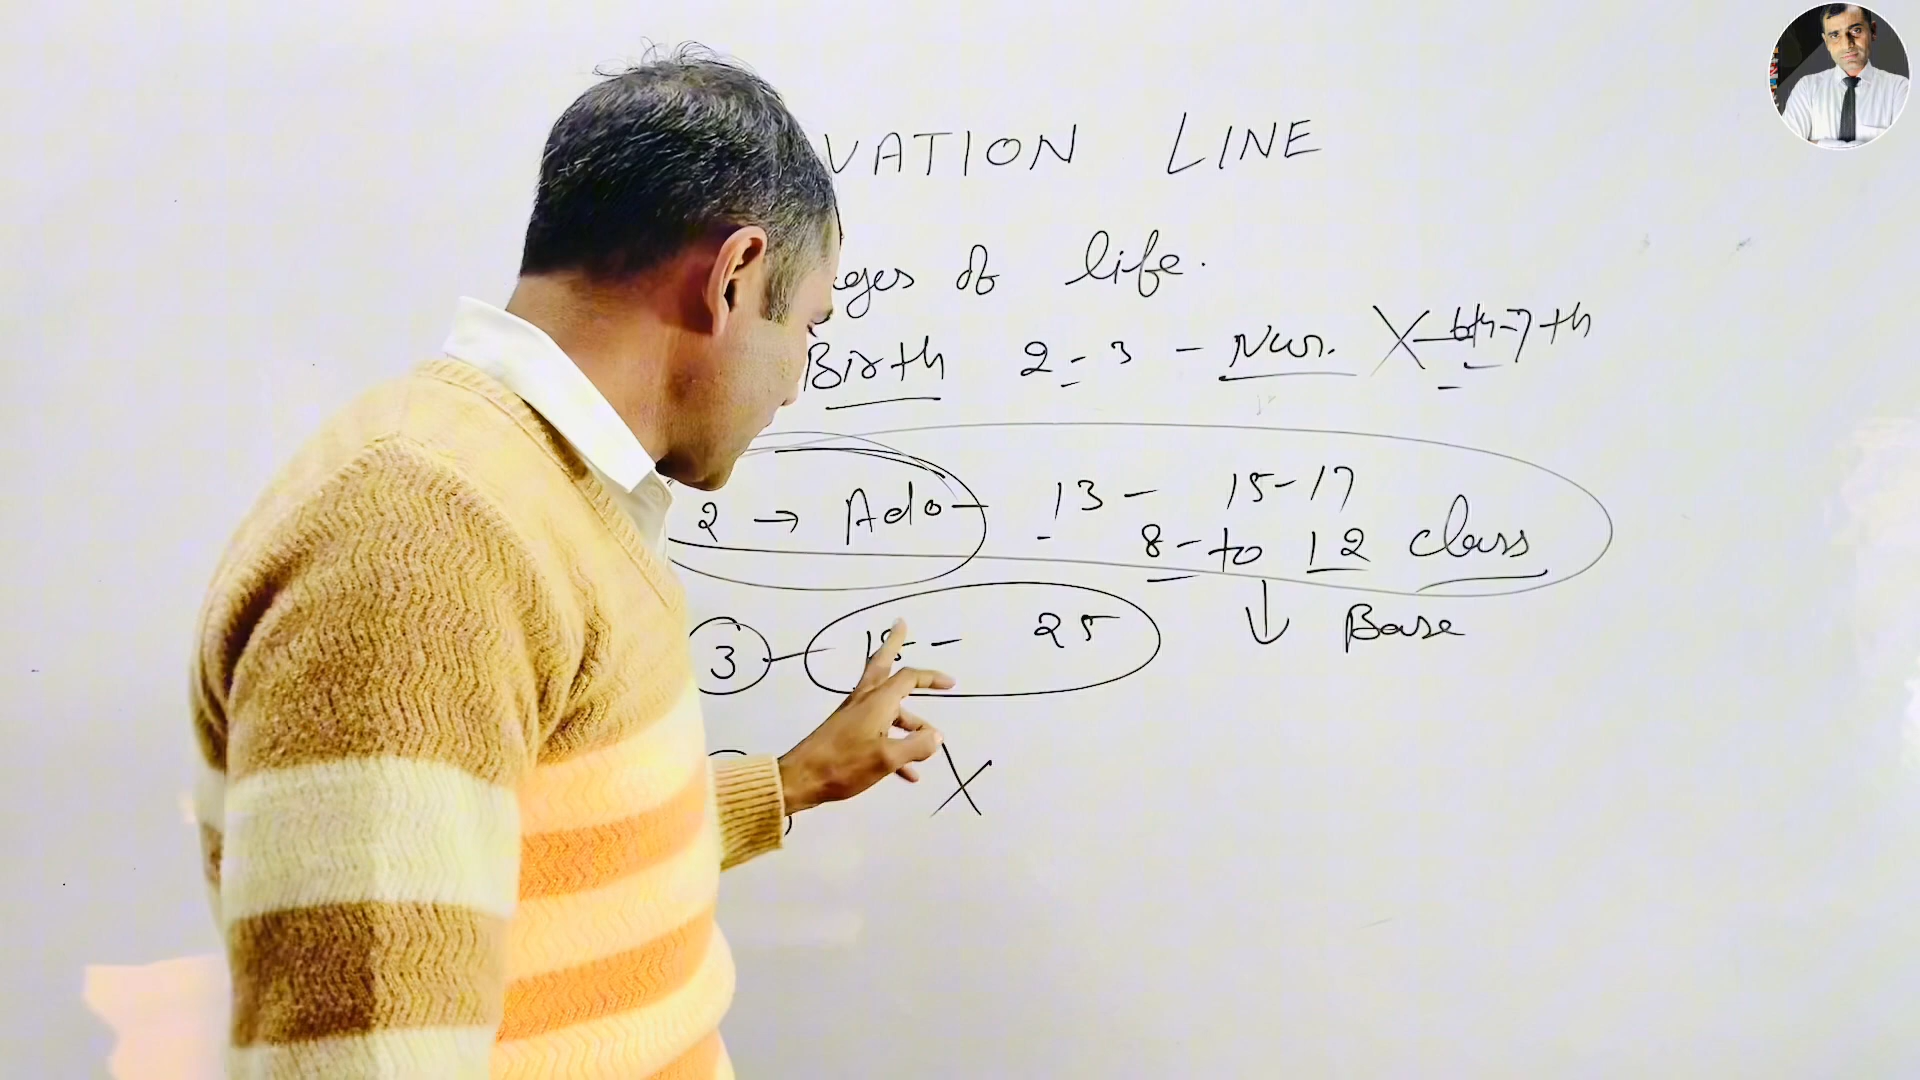 VATION LINE
ages of life.
Birth 2-3 - Nur. X-6th-7th
2 → Ado - 13 - 15-17
8 - to 12 class
↓ Base
3 - 18 - 25
X